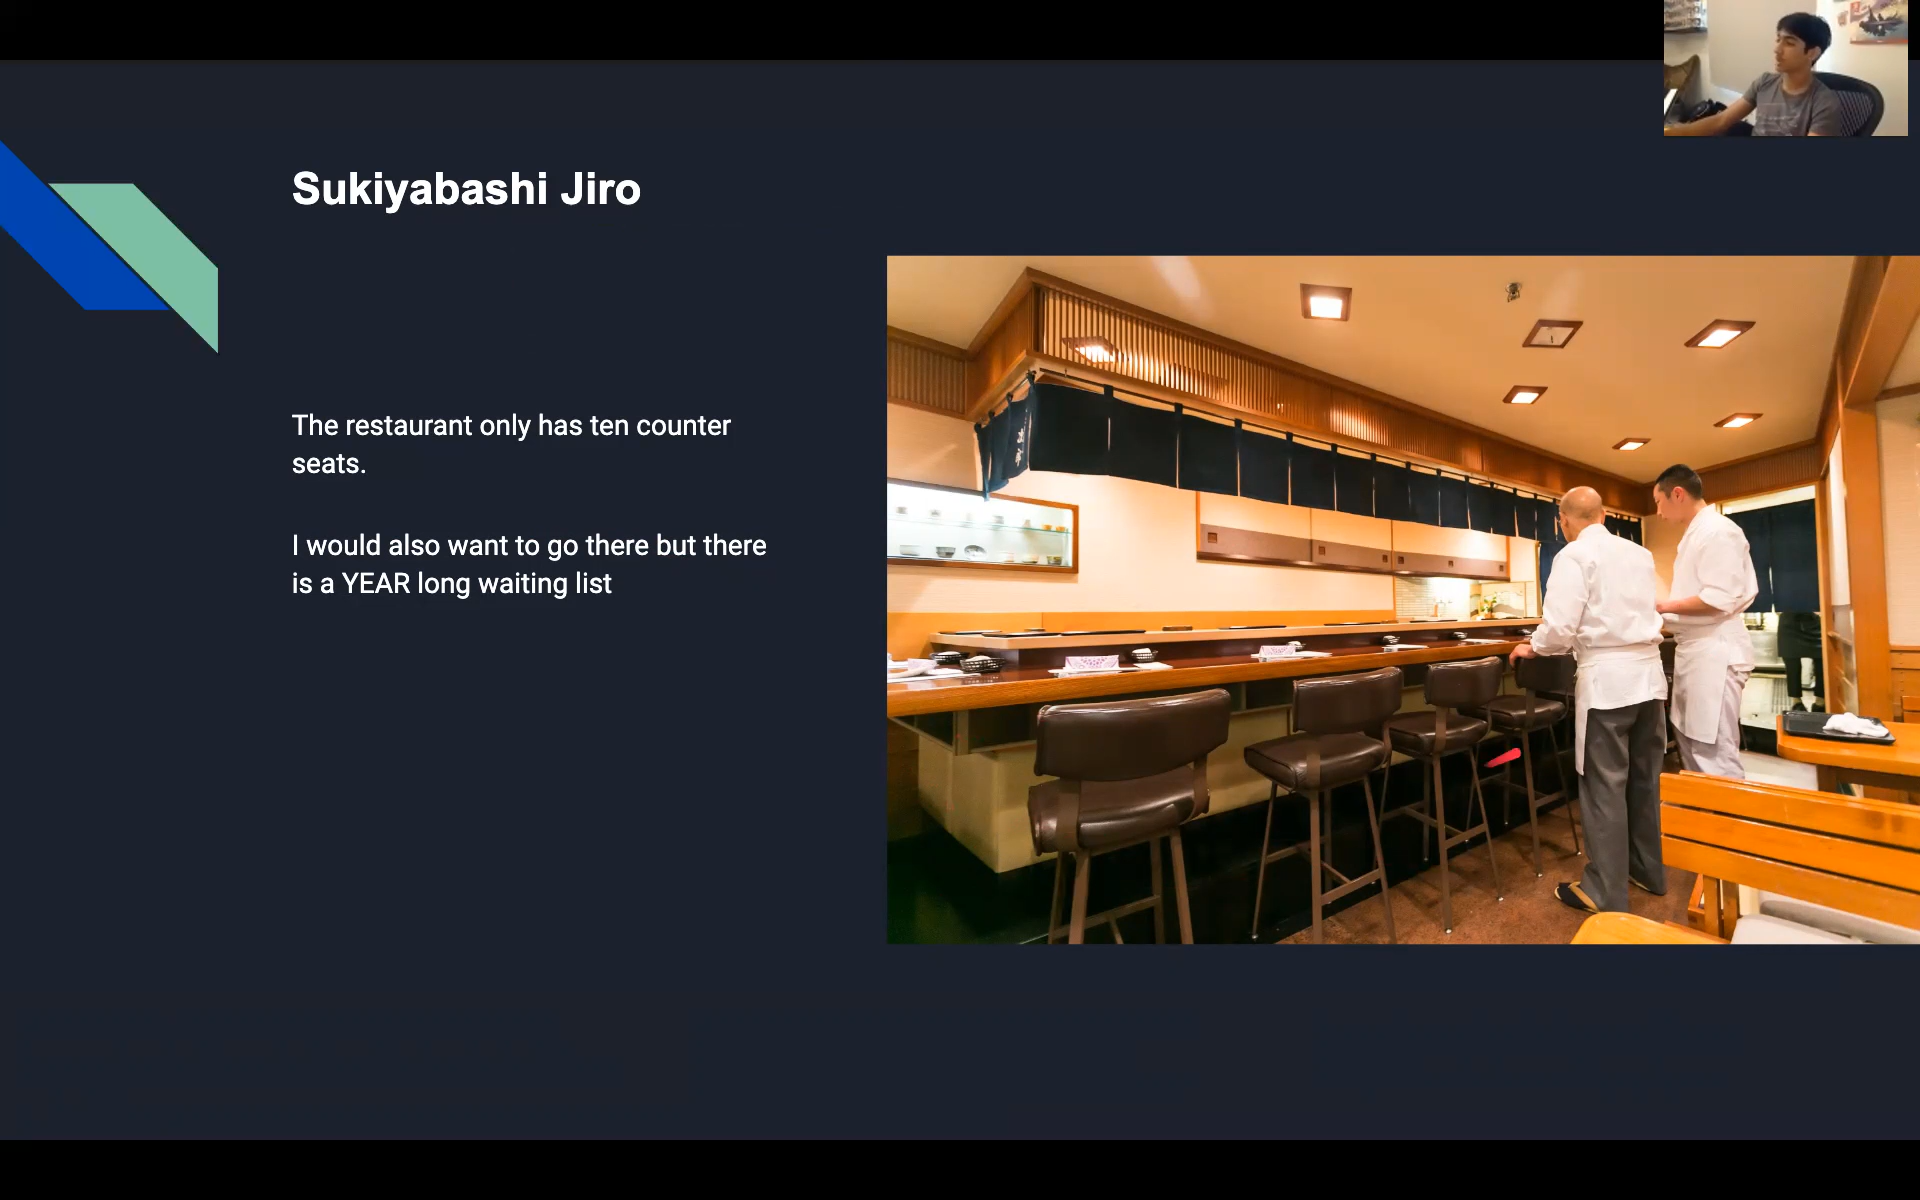 Sukiyabashi Jiro
The restaurant only has ten counter
seats.
I would also want to go there but there
is a YEAR long waiting list